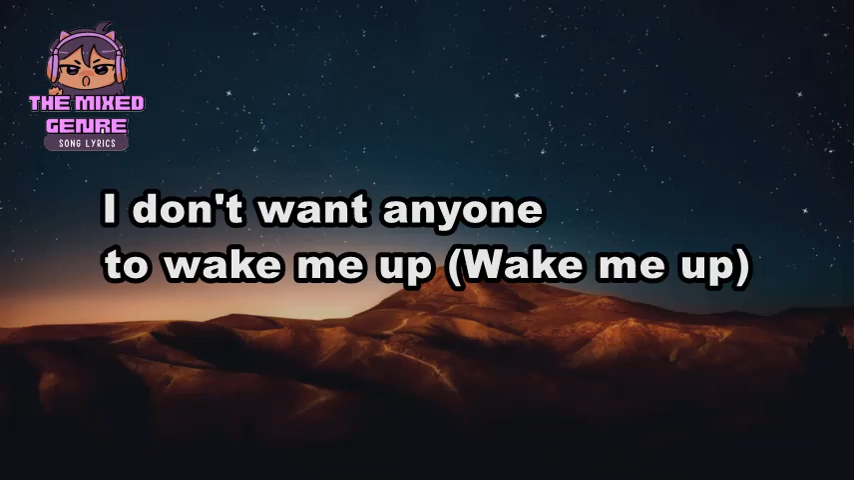 THE MIXED
GENRE
SONG LYRICS
I don't want anyone
to wake me up (Wake me up)